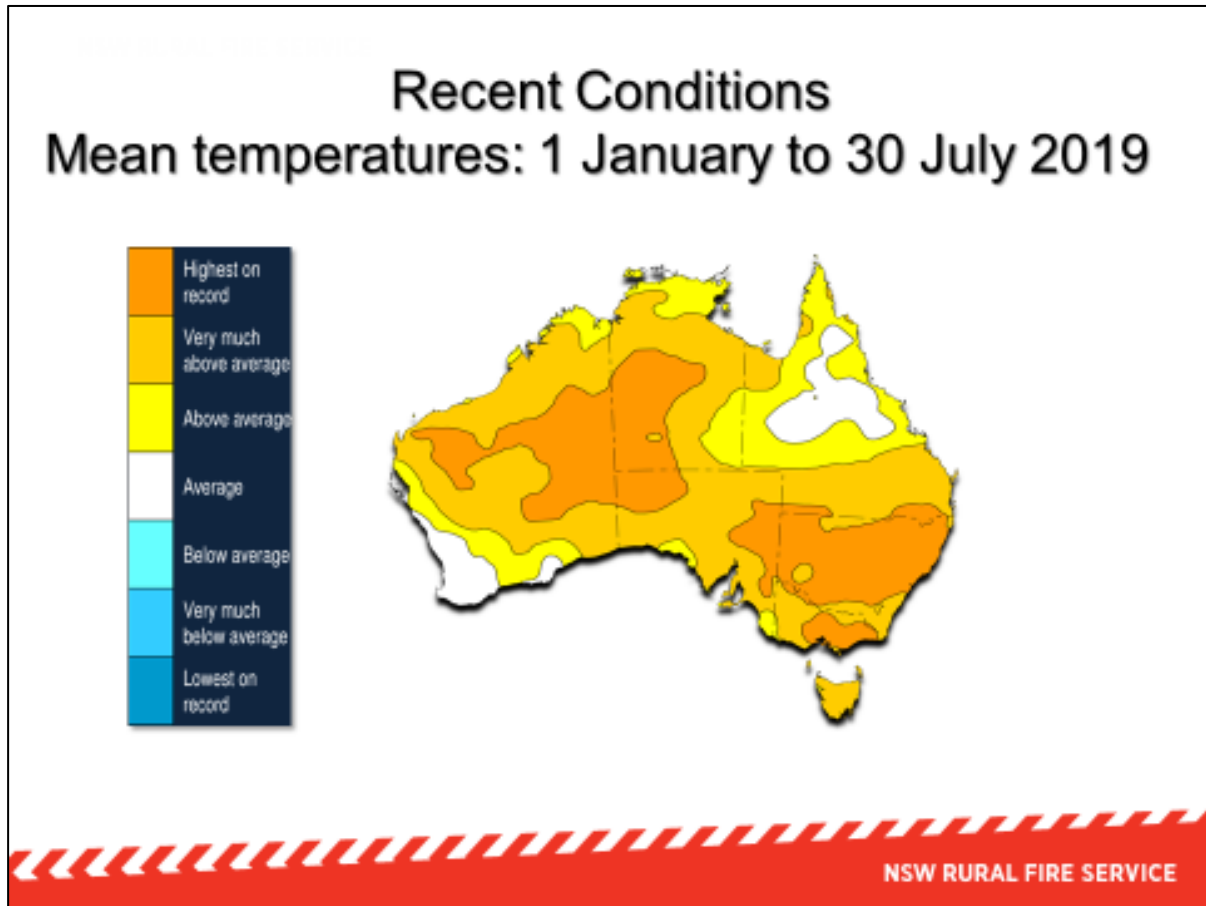 Recent Conditions
Mean temperatures: 1 January to 30 July 2019
Highest on
record
Very much
above average
Above average
Average
Below average
Very much
below average
Lowest on
record
NSW RURAL FIRE SERVICE